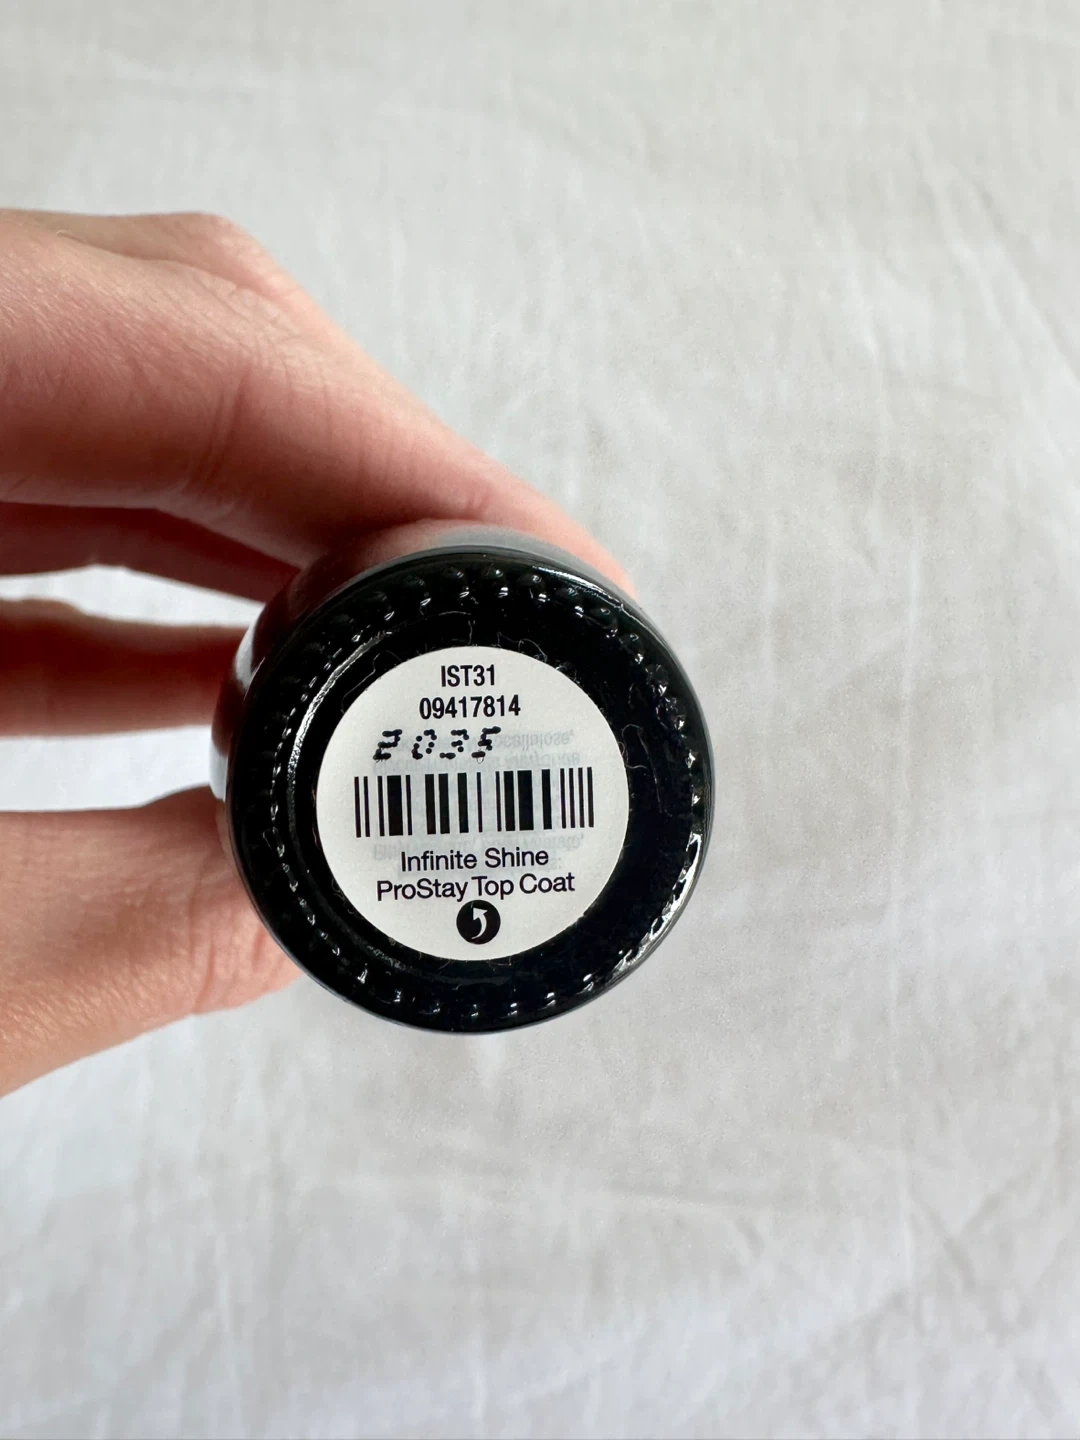 IST31
09417814
2035
Infinite Shine
ProStay Top Coat